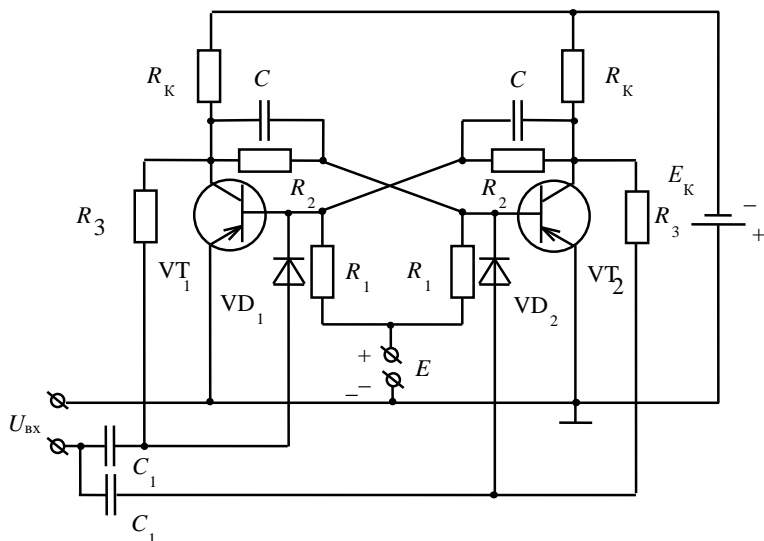 R К
C
C
R К
R 2
R 2
E К
−
+
R 3
R 3
VT 1
VD 1
R 1
R 1
VD 2
VT 2
+
E
− −
U вх
C 1
C 1